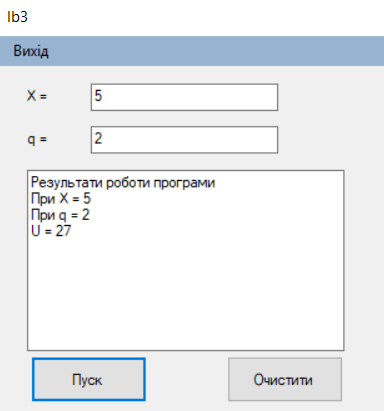 lb3
Вихід
X =
5
q =
2
Результати роботи програми
При X = 5
При q = 2
U = 27
Пуск
Очистити